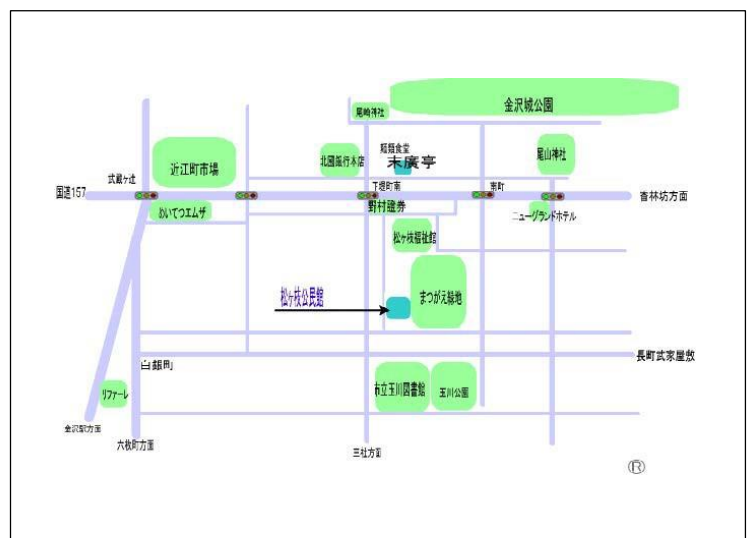 金沢城公園
尾崎神社
麺類食堂
末廣亭
北國銀行本店
尾山神社
近江町市場
武蔵ヶ辻
国道157
下堤町南
南町
香林坊方面
めいてつエムザ
野村證券
ニューグランドホテル
松ヶ枝福祉館
松ヶ枝公民館
まつがえ緑地
白銀町
長町武家屋敷
リファーレ
市立玉川図書館
玉川公園
金沢駅方面
六枚町方面
三社方面
®